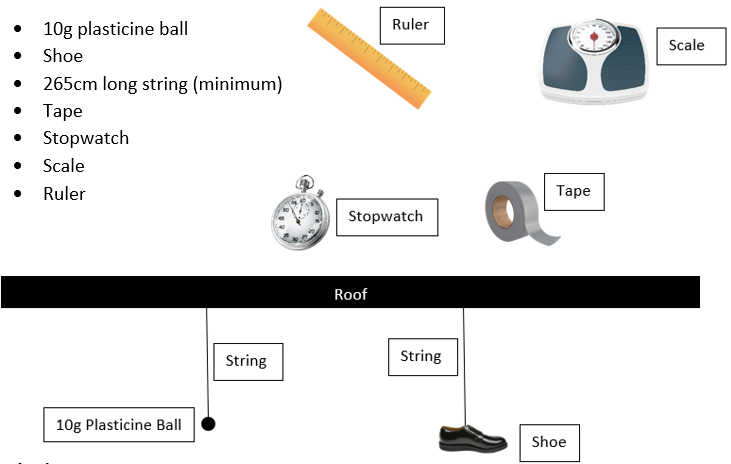 10g plasticine ball
Shoe
265cm long string (minimum)
Tape
Stopwatch
Scale
Ruler
Ruler
Scale
Stopwatch
Tape
Roof
String
String
10g Plasticine Ball
Shoe